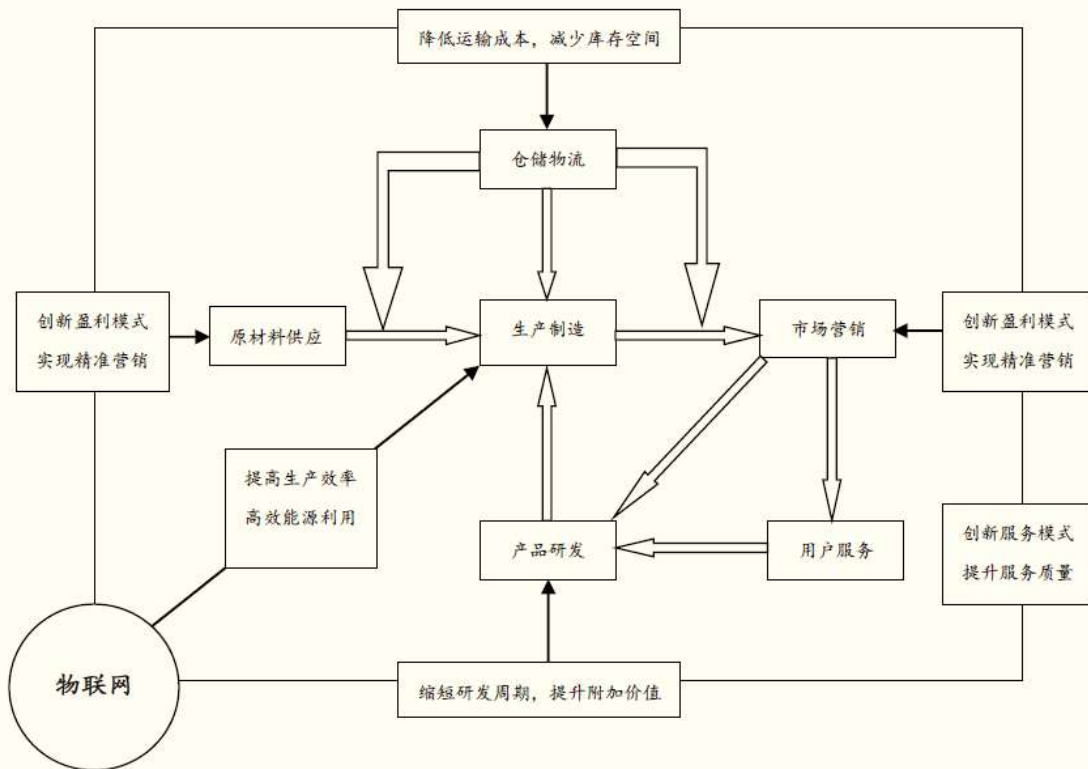 降低运输成本，减少库存空间
仓储物流
创新盈利模式
实现精准营销
原材料供应
生产制造
市场营销
创新盈利模式
实现精准营销
提高生产效率
高效能源利用
产品研发
用户服务
创新服务模式
提升服务质量
物联网
缩短研发周期，提升附加价值